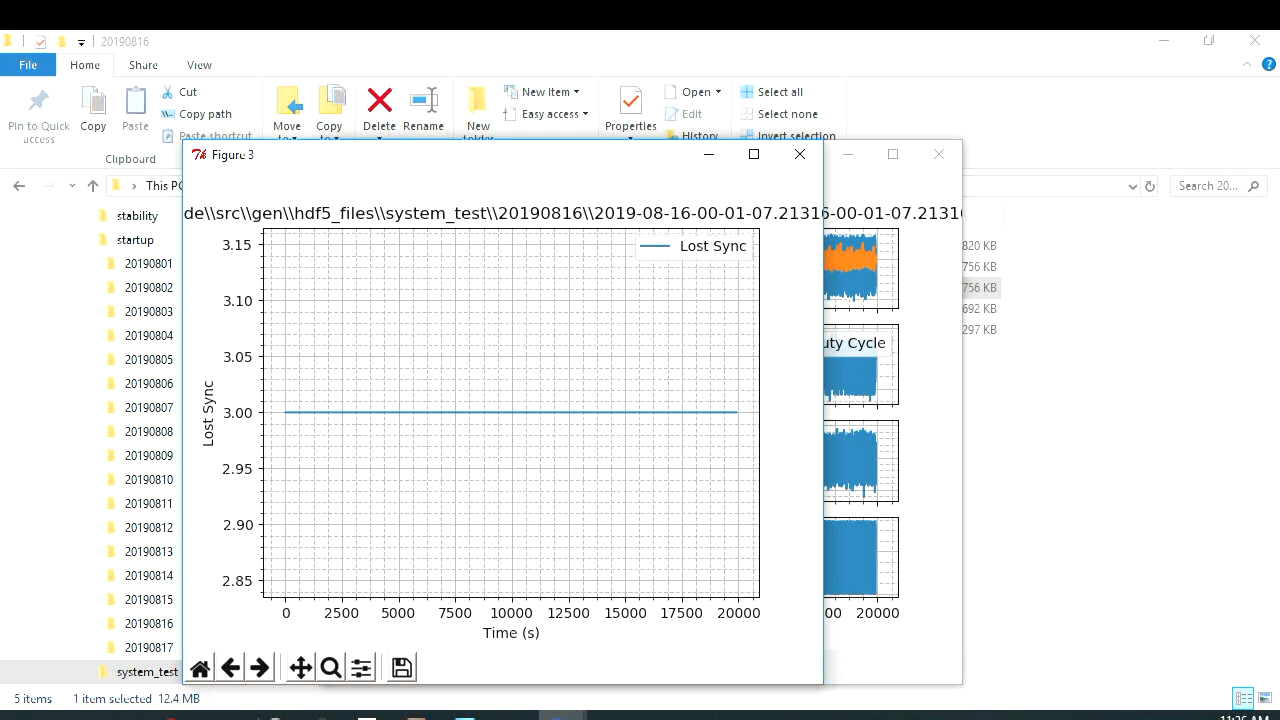 20190816
File Home Share View
Pin to Quick access
Copy
Paste
Cut
Copy path
Paste shortcut
Clipboard
Move to
Copy to
Delete
Rename
New folder
New item
Easy access
Properties
Open
Edit
History
Select all
Select none
Invert selection
This PC
Search 20...
stability
startup
20190801
20190802
20190803
20190804
20190805
20190806
20190807
20190808
20190809
20190810
20190811
20190812
20190813
20190814
20190815
20190816
20190817
system_test
Figure 3
de\\src\\gen\\hdf5_files\\system_test\\20190816\\2019-08-16-00-01-07.21316-00-01-07.21316
Lost Sync
3.15
3.10
3.05
3.00
2.95
2.90
2.85
Lost Sync
0 2500 5000 7500 10000 12500 15000 17500 20000
Time (s)
uty Cycle
00 20000
820 KB
756 KB
756 KB
692 KB
297 KB
5 items 1 item selected 12.4 MB
11:26 AM